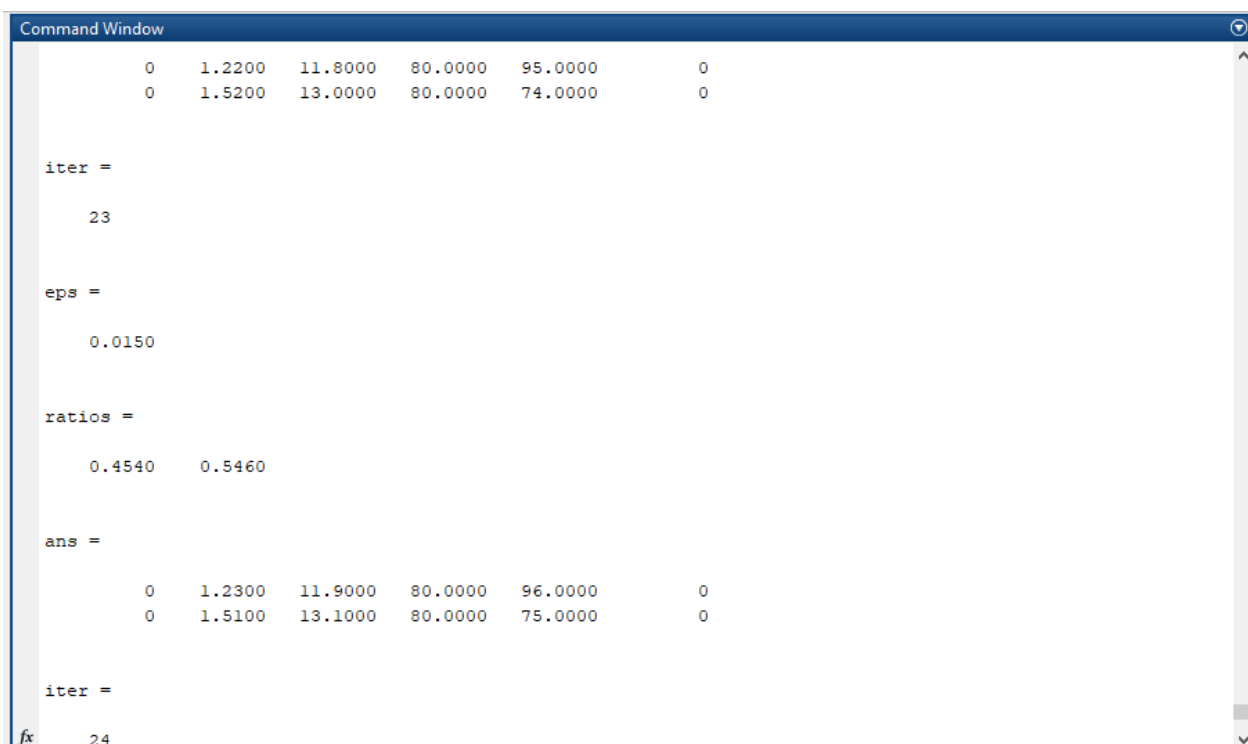 Command Window
0 1.2200 11.8000 80.0000 95.0000 0
0 1.5200 13.0000 80.0000 74.0000 0
iter =
23
eps =
0.0150
ratios =
0.4540 0.5460
ans =
0 1.2300 11.9000 80.0000 96.0000 0
0 1.5100 13.1000 80.0000 75.0000 0
iter =
fx 24